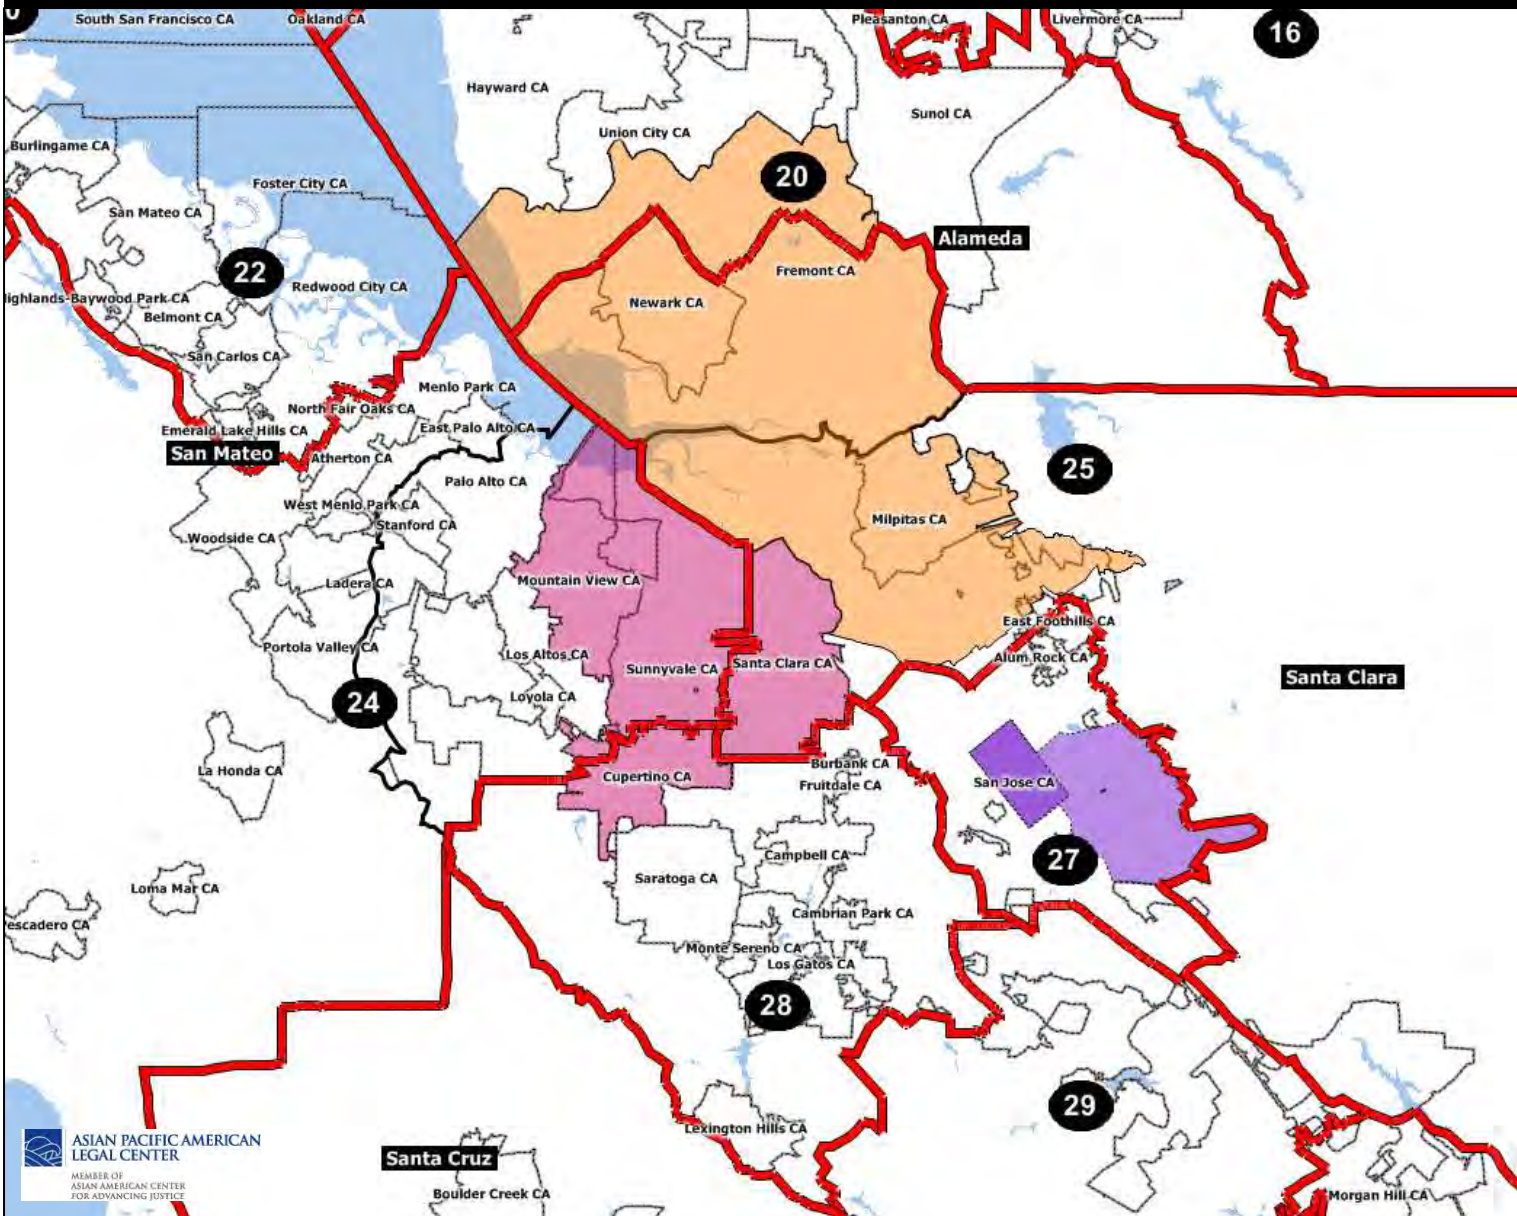 0
South San Francisco CA
Oakland CA
Pleasanton CA
Livermore CA
16
Hayward CA
Sunol CA
Union City CA
Burlingame CA
20
Foster City CA
San Mateo CA
Alameda
22
Fremont CA
Redwood City CA
Highlands-Baywood Park CA
Newark CA
Belmont CA
San Carlos CA
Menlo Park CA
North Fair Oaks CA
East Palo Alto CA
Emerald Lake Hills CA
San Mateo
Atherton CA
25
Palo Alto CA
West Menlo Park CA
Milpitas CA
Stanford CA
Woodside CA
Mountain View CA
Ladera CA
East Foothills CA
Portola Valley CA
Los Altos CA
Alum Rock CA
Sunnyvale CA
Santa Clara CA
Santa Clara
Loyola CA
24
Burbank CA
La Honda CA
Cupertino CA
San Jose CA
Fruitdale CA
Campbell CA
27
Saratoga CA
Loma Mar CA
Cambrian Park CA
Pescadero CA
Monte Sereno CA
Los Gatos CA
28
29
Lexington Hills CA
ASIAN PACIFIC AMERICAN
LEGAL CENTER
MEMBER OF
ASIAN AMERICAN CENTER
FOR ADVANCING JUSTICE
Santa Cruz
Boulder Creek CA
Morgan Hill CA